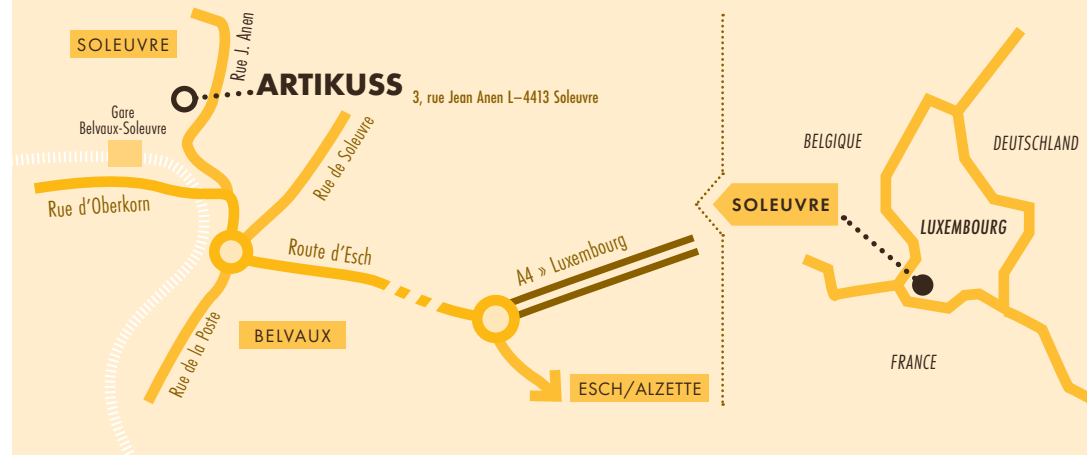 SOLEUVRE
Rue J. Anen
ARTIKUSS
3, rue Jean Anen L–4413 Soleuvre
Gare
Belvaux-Soleuvre
Rue de Soleuvre
Rue d’Oberkorn
Route d’Esch
A4 » Luxembourg
Rue de la Poste
BELVAUX
ESCH/ALZETTE
BELGIQUE
DEUTSCHLAND
SOLEUVRE
LUXEMBOURG
FRANCE